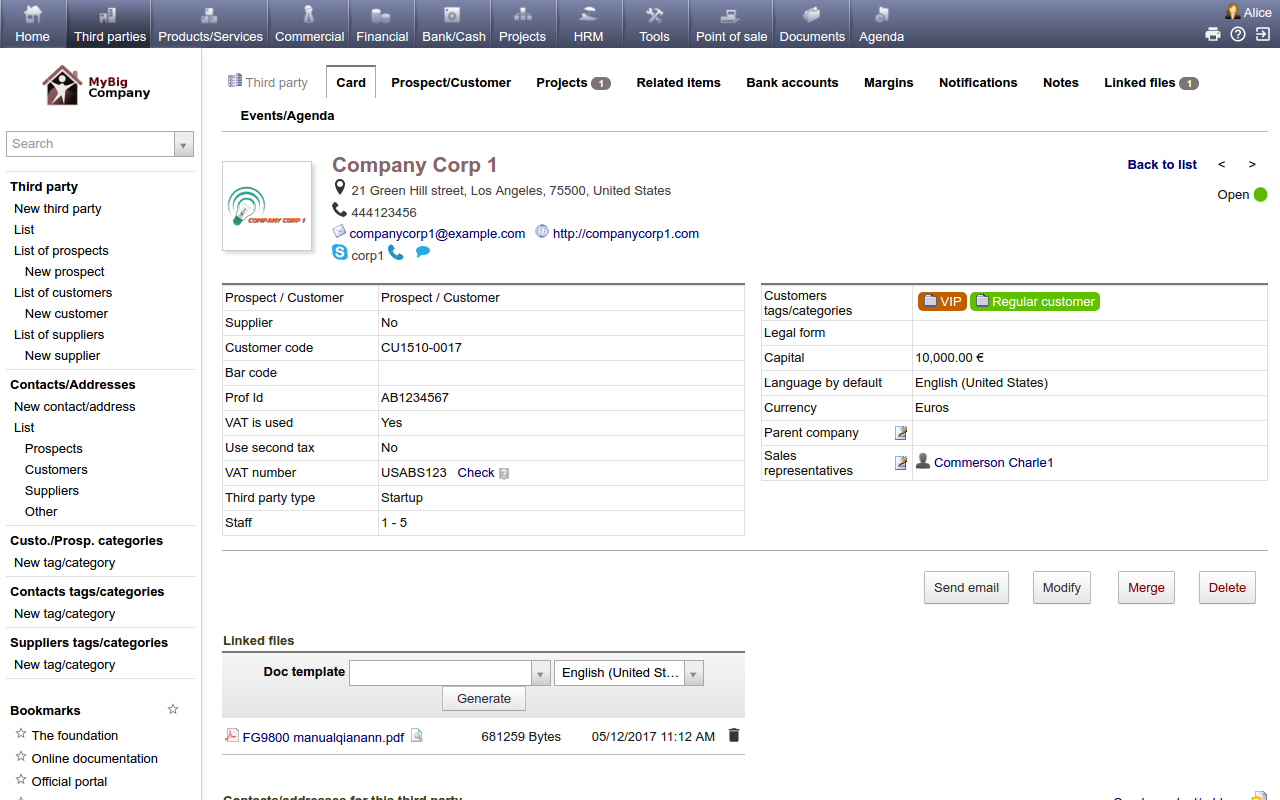 Home Third parties Products/Services Commercial Financial Bank/Cash Projects HRM Tools Point of sale Documents Agenda
Alice
MyBig
Company
Search
Third party
New third party
List
List of prospects
New prospect
List of customers
New customer
List of suppliers
New supplier
Contacts/Addresses
New contact/address
List
Prospects
Customers
Suppliers
Other
Custo./Prosp. categories
New tag/category
Contacts tags/categories
New tag/category
Suppliers tags/categories
New tag/category
Bookmarks
The foundation
Online documentation
Official portal
Third party Card Prospect/Customer Projects 1 Related items Bank accounts Margins Notifications Notes Linked files 1
Events/Agenda
COMPANY CORP 1
Company Corp 1
Back to list < >
21 Green Hill street, Los Angeles, 75500, United States
Open
444123456
companycorp1@example.com http://companycorp1.com
corp1
Prospect / Customer Prospect / Customer
Supplier No
Customer code CU1510-0017
Bar code
Prof Id AB1234567
VAT is used Yes
Use second tax No
VAT number USABS123 Check ?
Third party type Startup
Staff 1 - 5
Customers
tags/categories VIP Regular customer
Legal form
Capital 10,000.00 €
Language by default English (United States)
Currency Euros
Parent company
Sales
representatives Commerson Charle1
Send email Modify Merge Delete
Linked files
Doc template English (United St...
Generate
FG9800 manualqianann.pdf 681259 Bytes 05/12/2017 11:12 AM
Contacts/addresses for this third party